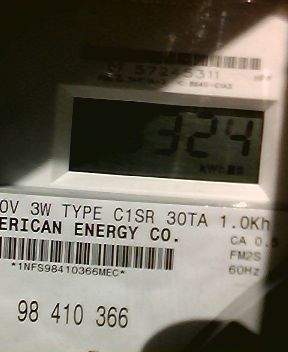 57245311
324
0V 3W TYPE C1SR 30TA 1.0Kh
ERICAN ENERGY CO.
CA 0.5
FM2S
60Hz
*1NFS98410366MEC*
98 410 366